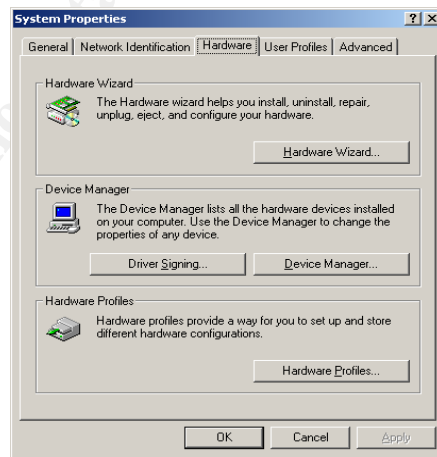 System Properties
General Network Identification Hardware User Profiles Advanced
Hardware Wizard
The Hardware wizard helps you install, uninstall, repair,
unplug, eject, and configure your hardware.
Hardware Wizard...
Device Manager
The Device Manager lists all the hardware devices installed
on your computer. Use the Device Manager to change the
properties of any device.
Driver Signing... Device Manager...
Hardware Profiles
Hardware profiles provide a way for you to set up and store
different hardware configurations.
Hardware Profiles...
OK Cancel Apply